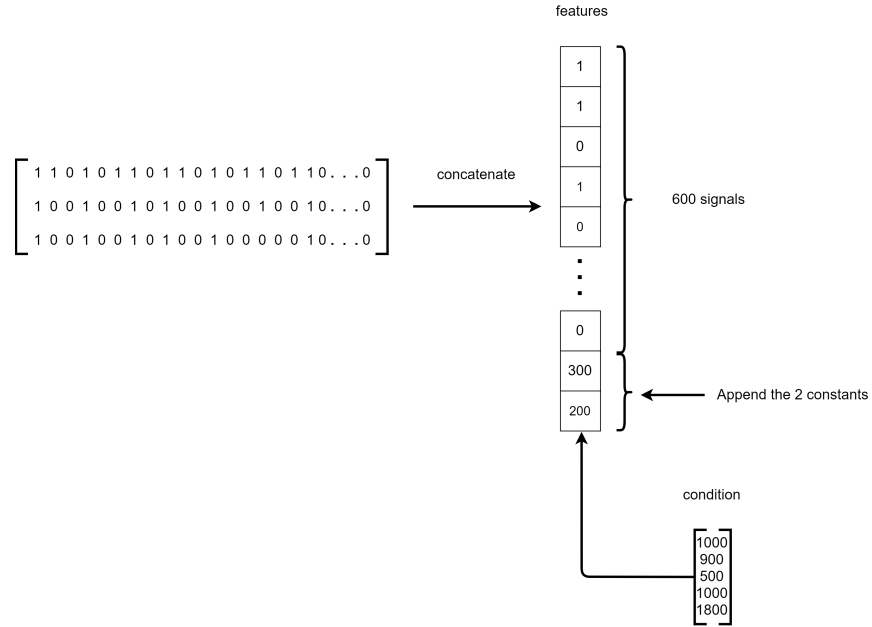 features
1
1
0
1
0
1 1 0 1 0 1 1 0 1 1 0 1 0 1 1 0 1 1 0 . . . 0
1 0 0 1 0 0 1 0 1 0 0 1 0 0 1 0 0 1 0 . . . 0
1 0 0 1 0 0 1 0 1 0 0 1 0 0 0 0 0 1 0 . . . 0
concatenate
600 signals
0
300
200
Append the 2 constants
condition
1000
900
500
1000
1800